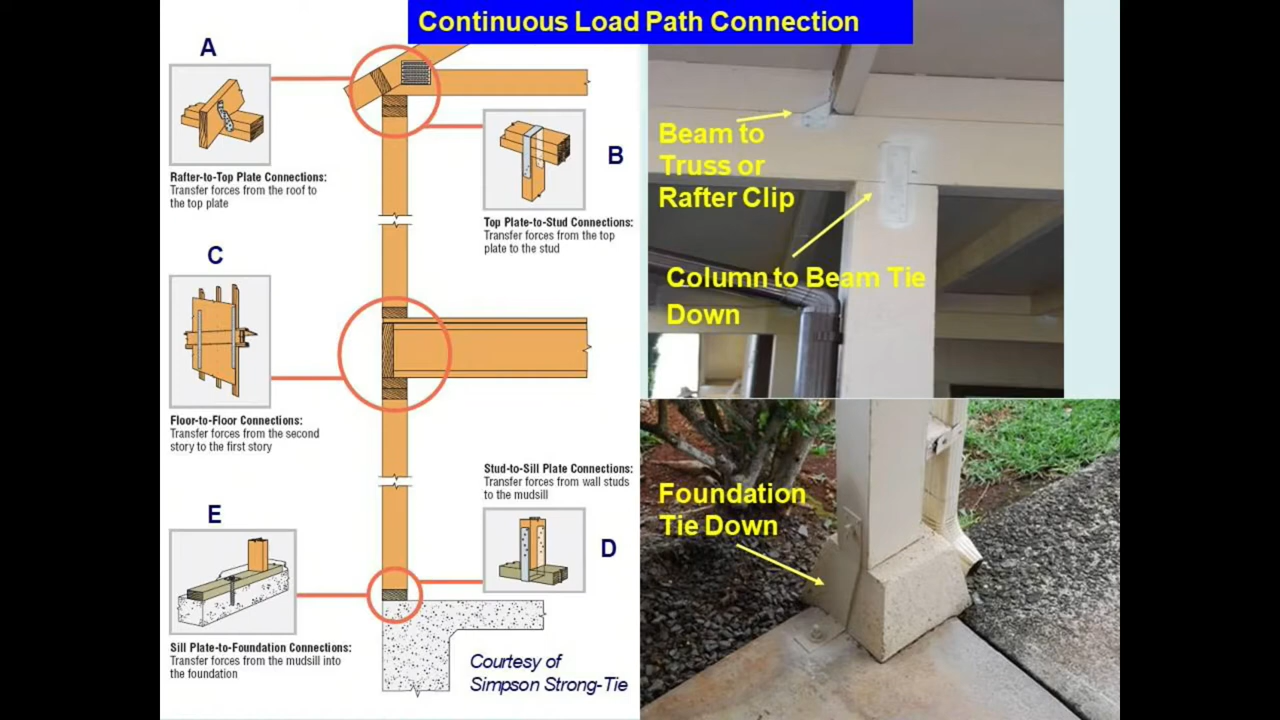 Continuous Load Path Connection
A
Rafter-to-Top Plate Connections:
Transfer forces from the roof to
the top plate
B
Top Plate-to-Stud Connections:
Transfer forces from the top
plate to the stud
C
Floor-to-Floor Connections:
Transfer forces from the second
story to the first story
Stud-to-Sill Plate Connections:
Transfer forces from wall studs
to the mudsill
D
E
Sill Plate-to-Foundation Connections:
Transfer forces from the mudsill into
the foundation
Courtesy of
Simpson Strong-Tie
Beam to
Truss or
Rafter Clip
Column to Beam Tie
Down
Foundation
Tie Down